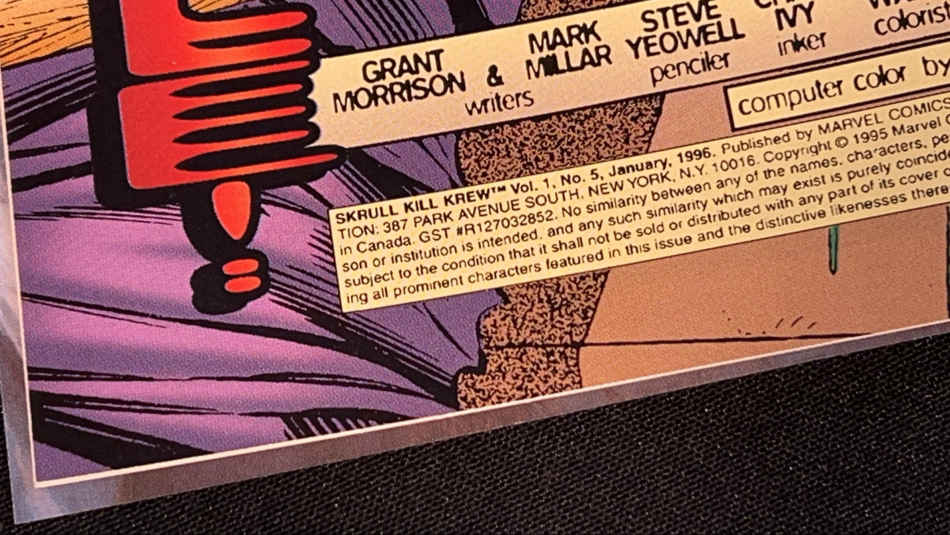 GRANT MORRISON & MARK MILLAR
writers
STEVE YEOWELL
penciler
IVY
inker
colorist
computer color by
SKRULL KILL KREW™ Vol. 1, No. 5, January, 1996. Published by MARVEL COMICS
TION: 387 PARK AVENUE SOUTH, NEW YORK, N.Y. 10016. Copyright © 1995 Marvel
in Canada. GST #R127032852. No similarity between any of the names, characters,
son or institution is intended, and any such similarity which may exist is purely
subject to the condition that it shall not be sold or distributed with any part of its cover
ing all prominent characters featured in this issue and the distinctive likenesses